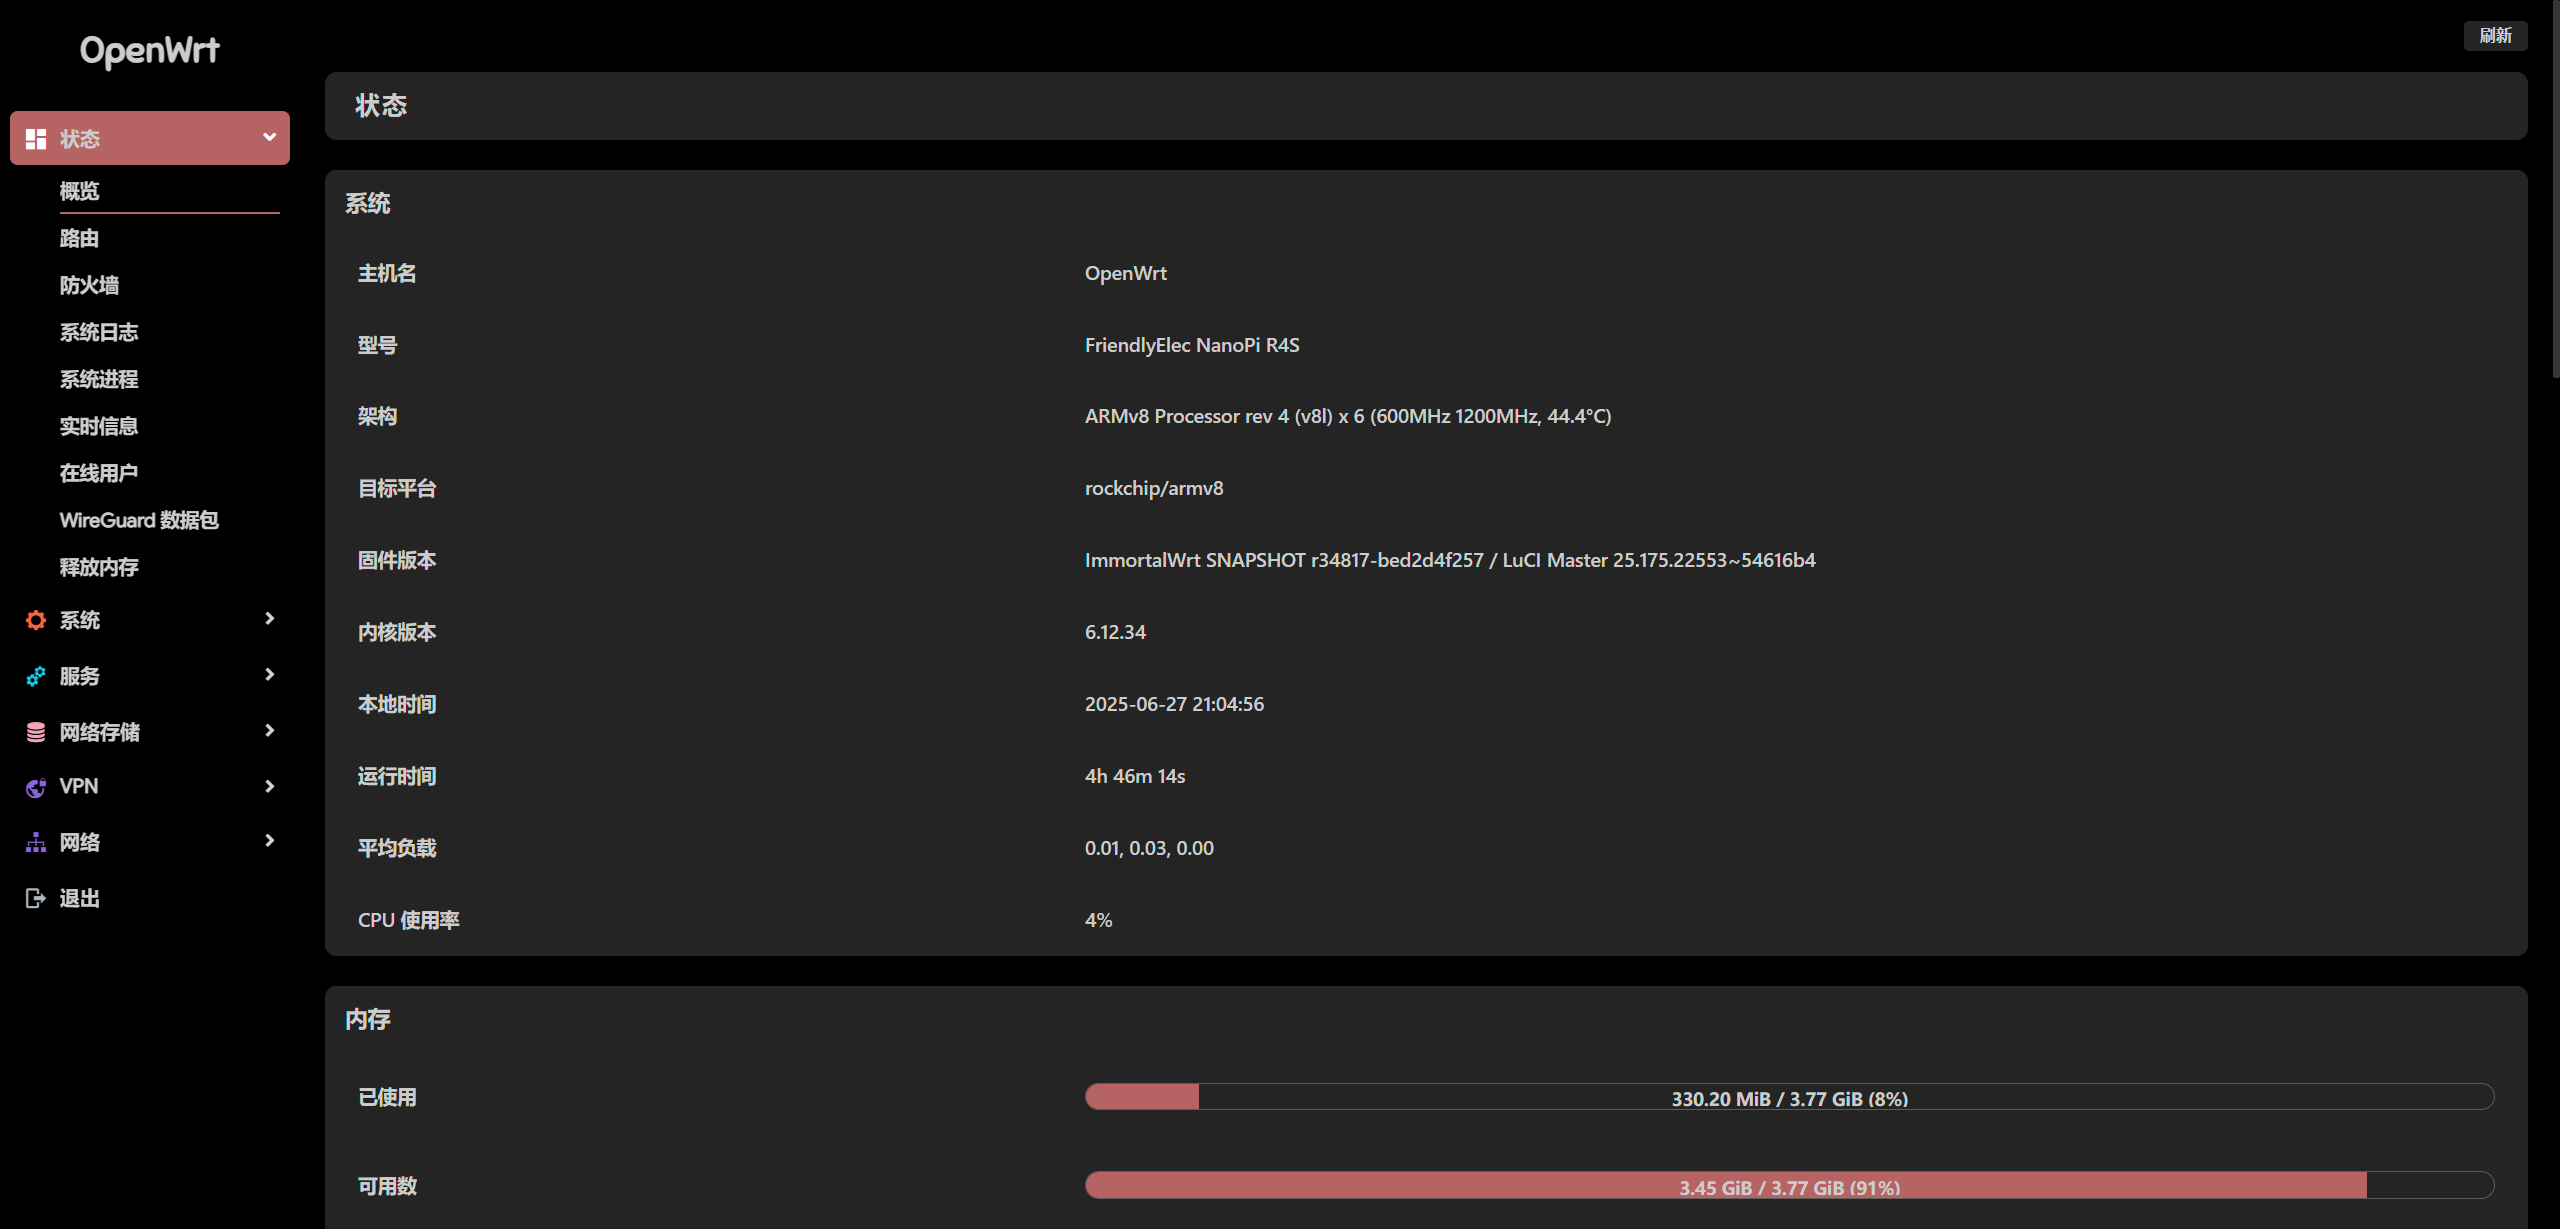 OpenWrt
刷新
状态
概览
路由
防火墙
系统日志
系统进程
实时信息
在线用户
WireGuard 数据包
释放内存
系统
服务
网络存储
VPN
网络
退出
状态
系统
主机名 OpenWrt
型号 FriendlyElec NanoPi R4S
架构 ARMv8 Processor rev 4 (v8l) x 6 (600MHz 1200MHz, 44.4°C)
目标平台 rockchip/armv8
固件版本 ImmortalWrt SNAPSHOT r34817-bed2d4f257 / LuCI Master 25.175.22553~54616b4
内核版本 6.12.34
本地时间 2025-06-27 21:04:56
运行时间 4h 46m 14s
平均负载 0.01, 0.03, 0.00
CPU 使用率 4%
内存
已使用 330.20 MiB / 3.77 GiB (8%)
可用数 3.45 GiB / 3.77 GiB (91%)